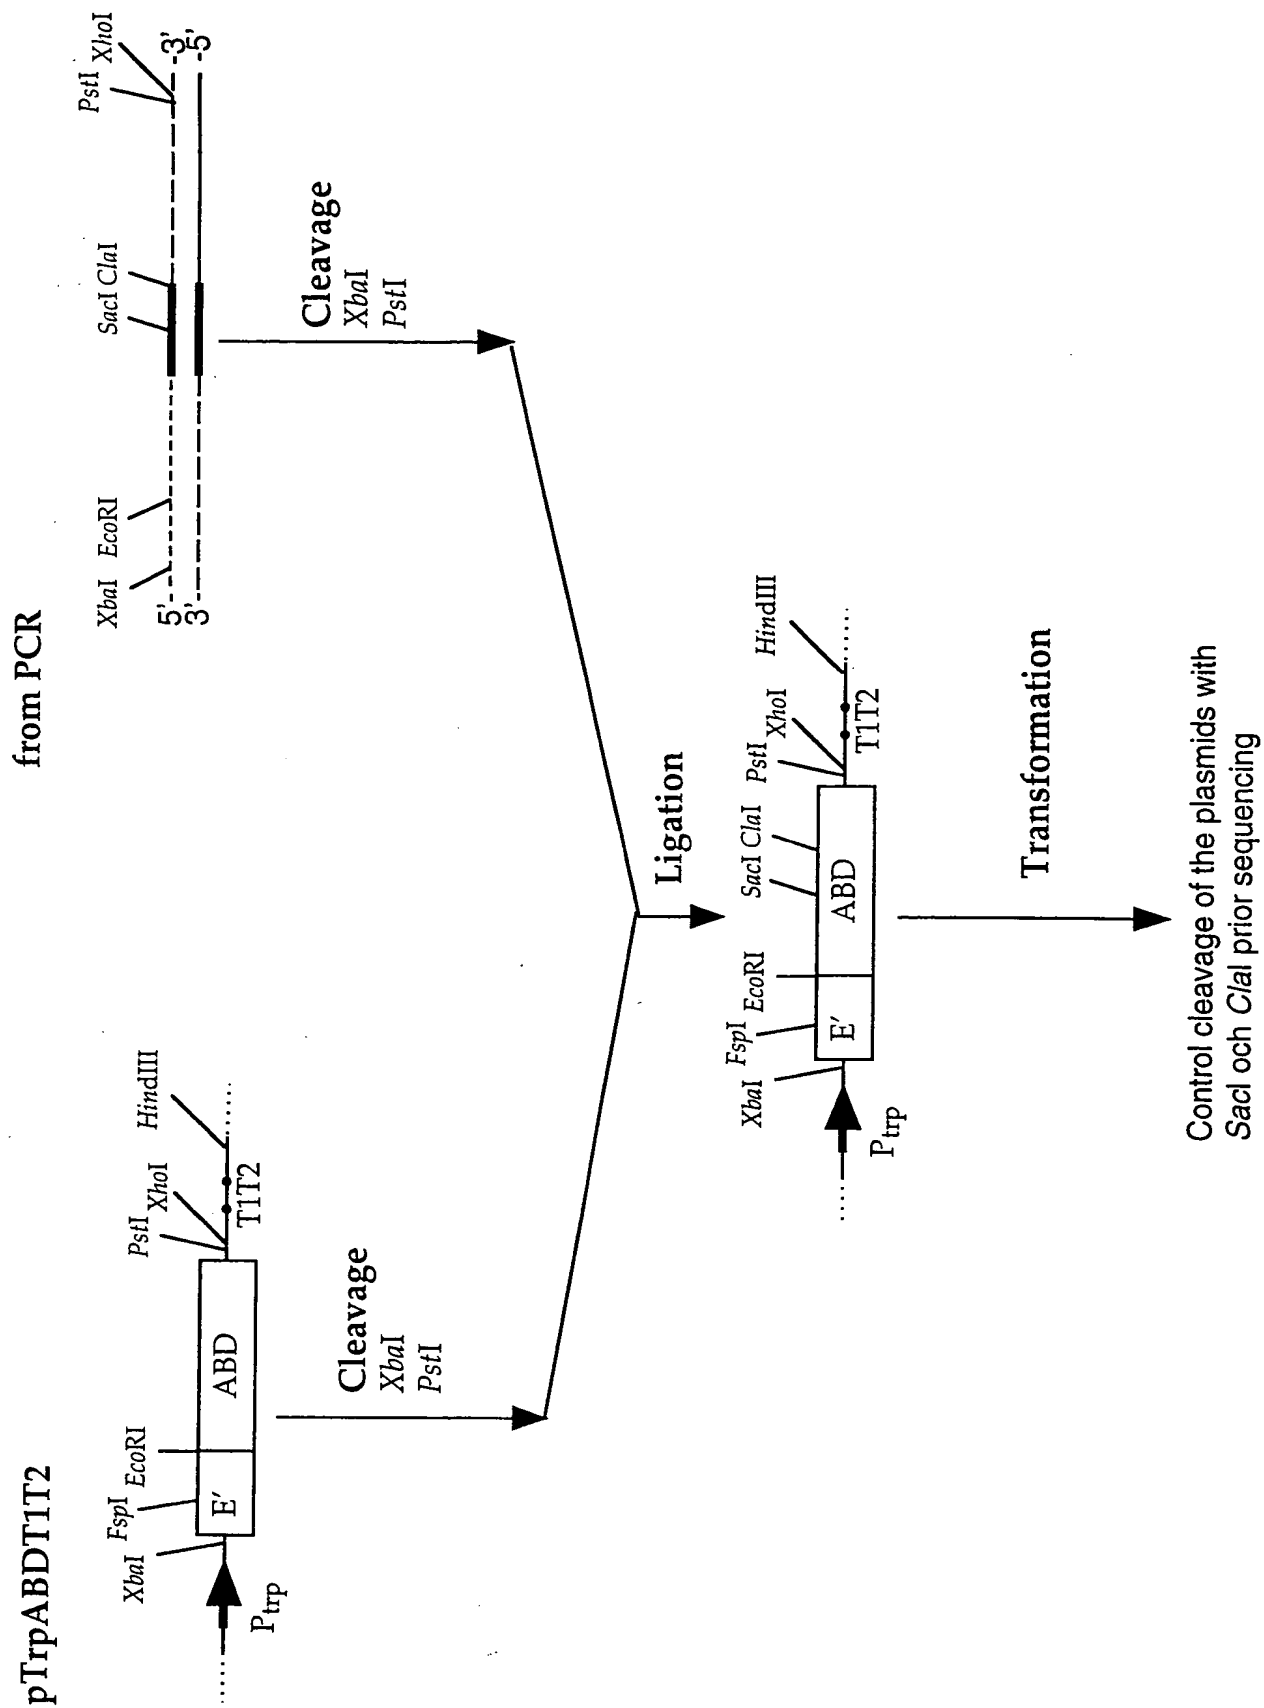 pTrpABDT1T2
from PCR
XbaI FspI EcoRI PstI XhoI HindIII
E' ABD
Ptrp
T1T2
XbaI EcoRI SacI ClaI PstI XhoI
5' -3'
3' -5'
Cleavage
XbaI
PstI
Cleavage
XbaI
PstI
Ligation
XbaI FspI EcoRI SacI ClaI PstI XhoI HindIII
E' ABD
Ptrp
T1T2
Transformation
Control cleavage of the plasmids with
SacI och ClaI prior sequencing